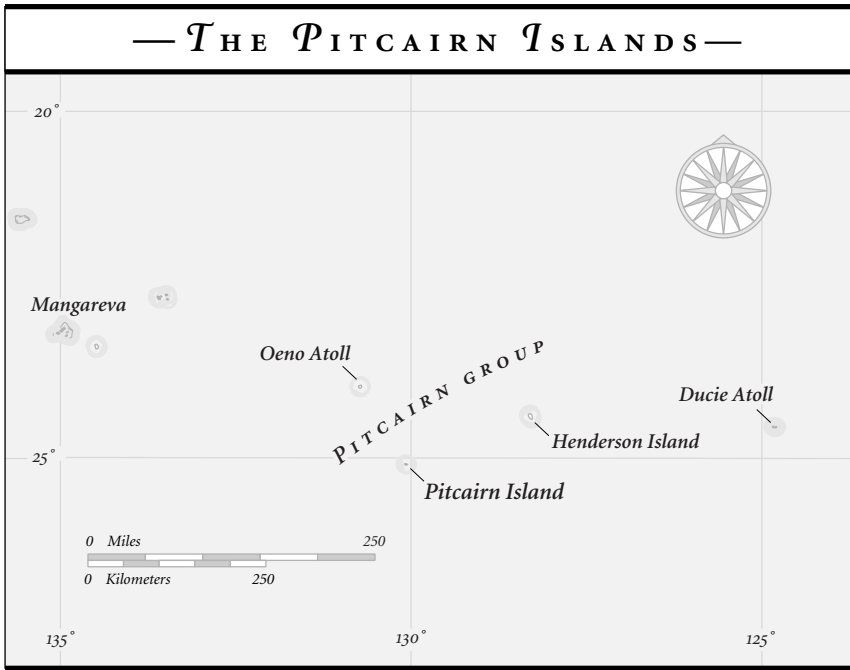 — The Pitcairn Islands —
20°
Mangareva
Oeno Atoll
Pitcairn group
Ducie Atoll
Henderson Island
25°
Pitcairn Island
0 Miles 250
0 Kilometers 250
135° 130° 125°